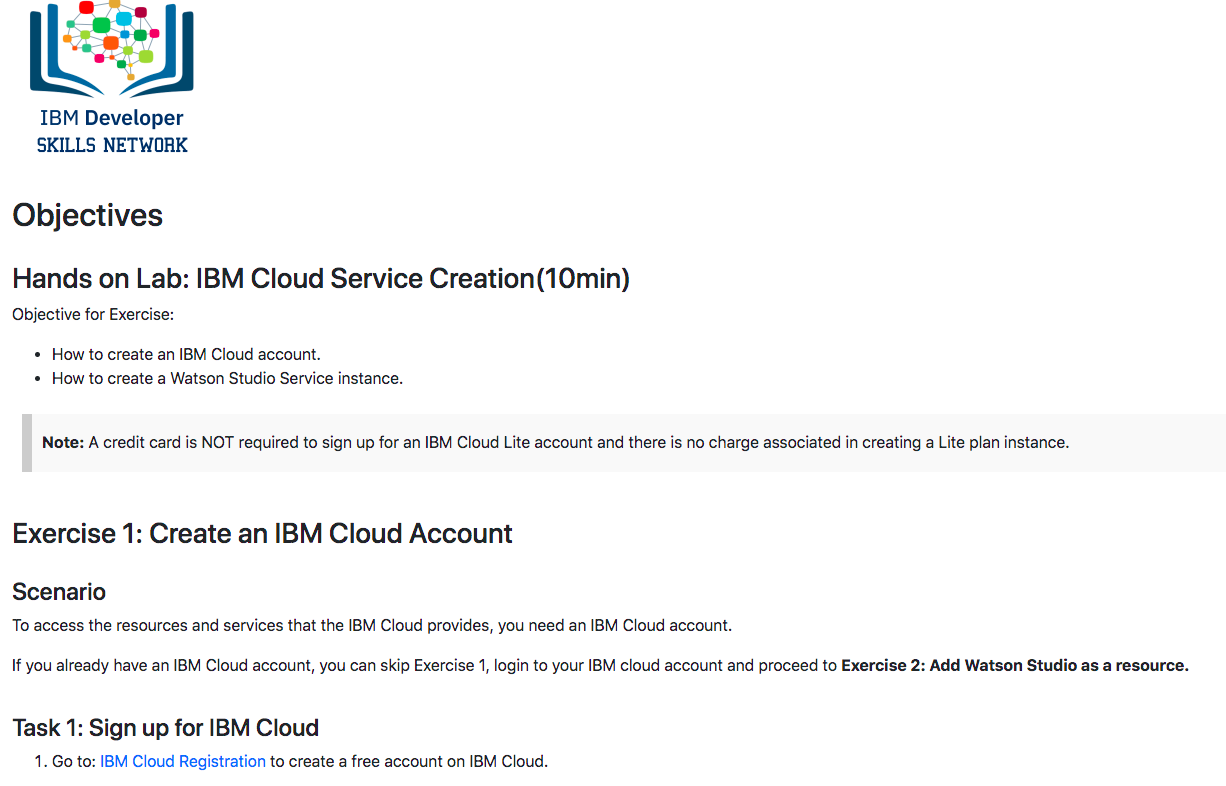 IBM Developer
SKILLS NETWORK
Objectives
Hands on Lab: IBM Cloud Service Creation(10min)
Objective for Exercise:
• How to create an IBM Cloud account.
• How to create a Watson Studio Service instance.
Note: A credit card is NOT required to sign up for an IBM Cloud Lite account and there is no charge associated in creating a Lite plan instance.
Exercise 1: Create an IBM Cloud Account
Scenario
To access the resources and services that the IBM Cloud provides, you need an IBM Cloud account.
If you already have an IBM Cloud account, you can skip Exercise 1, login to your IBM cloud account and proceed to Exercise 2: Add Watson Studio as a resource.
Task 1: Sign up for IBM Cloud
1. Go to: IBM Cloud Registration to create a free account on IBM Cloud.